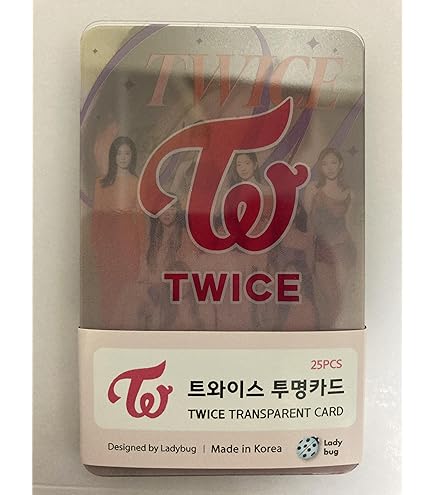 TWICE
TW
TWICE
25PCS
TW 트와이스 투명카드
TWICE TRANSPARENT CARD
Designed by Ladybug | Made in Korea
Lady
bug